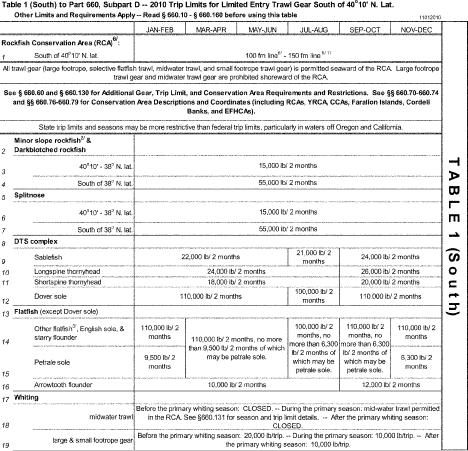 Table 1 (South) to Part 660, Subpart D -- 2010 Trip Limits for Limited Entry Trawl Gear South of 40°10' N. Lat.
Other Limits and Requirements Apply -- Read § 660.10 - § 660.160 before using this table
11012010
JAN-FEB MAR-APR MAY-JUN JUL-AUG SEP-OCT NOV-DEC
Rockfish Conservation Area (RCA)6/:
1 South of 40°10' N. lat. 100 fm line6/ - 150 fm line
All trawl gear (large footrope, selective flatfish trawl, midwater trawl, and small footrope trawl gear) is permitted seaward of the RCA. Large footrope
trawl gear and midwater trawl gear are prohibited shoreward of the RCA.
See § 660.60 and § 660.130 for Additional Gear, Trip Limit, and Conservation Area Requirements and Restrictions. See §§ 660.70-660.74
and §§ 66.76-660.79 for Conservation Area Descriptions and Coordinates (including RCAs, YRCA, CCAs, Farallon Islands, Cordell
Banks, and EFHCAs).
State trip limits and seasons may be more restrictive than federal trip limits, particularly in waters off Oregon and California.
2 Minor slope rockfish2/ &
Darkblotched rockfish
3 40°10' - 38° N. lat. 15,000 lb/ 2 months
4 South of 38° N. lat. 55,000 lb/ 2 months
5 Splitnose
6 40°10' - 38° N. lat. 15,000 lb/ 2 months
7 South of 38° N. lat. 55,000 lb/ 2 months
8 DTS complex
9 Sablefish 22,000 lb/ 2 months 21,000 lb/ 2 months 24,000 lb/ 2 months
10 Longspine thornyhead 24,000 lb/ 2 months 26,000 lb/ 2 months
11 Shortspine thornyhead 18,000 lb/ 2 months 20,000 lb/ 2 months
12 Dover sole 110,000 lb/ 2 months 100,000 lb/ 2 months 110,000 lb/ 2 months
13 Flatfish (except Dover sole)
14 Other flatfish3/, English sole, & starry flounder 110,000 lb/ 2 months 110,000 lb/ 2 months, no more than 9,500 lb/ 2 months of which may be petrale sole. 100,000 lb/ 2 months, no more than 6,300 lb/ 2 months of which may be petrale sole. 110,000 lb/ 2 months, no more than 6,300 lb/ 2 months of which may be petrale sole. 110,000 lb/ 2 months
15 Petrale sole 9,500 lb/ 2 months 6,300 lb/ 2 months
16 Arrowtooth flounder 10,000 lb/ 2 months 12,000 lb/ 2 months
17 Whiting
18 midwater trawl Before the primary whiting season: CLOSED. -- During the primary season: mid-water trawl permitted
in the RCA. See §660.131 for season and trip limit details. -- After the primary whiting season:
CLOSED.
19 large & small footrope gear Before the primary whiting season: 20,000 lb/trip. -- During the primary season: 10,000 lb/trip. -- After
the primary season: 10,000 lb/trip.
TABLE 1 (South)